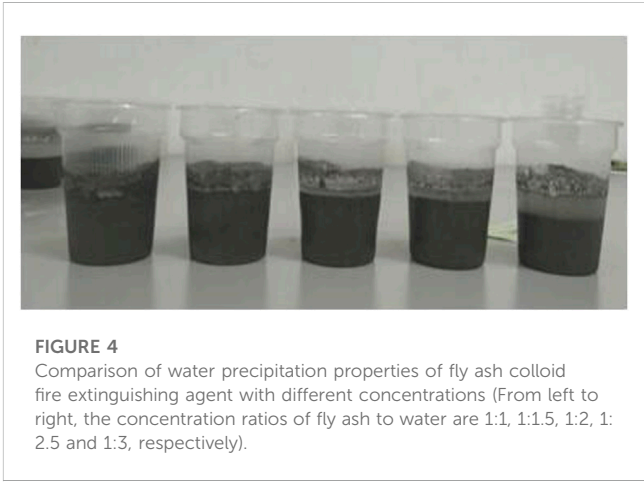 FIGURE 4
Comparison of water precipitation properties of fly ash colloid
fire extinguishing agent with different concentrations (From left to
right, the concentration ratios of fly ash to water are 1:1, 1:1.5, 1:2, 1:
2.5 and 1:3, respectively).